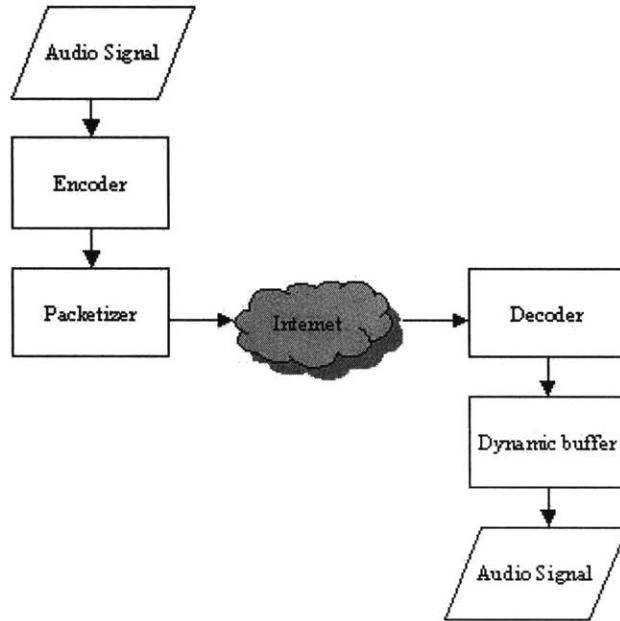 Audio Signal
Encoder
Packetizer
Internet
Decoder
Dynamic buffer
Audio Signal